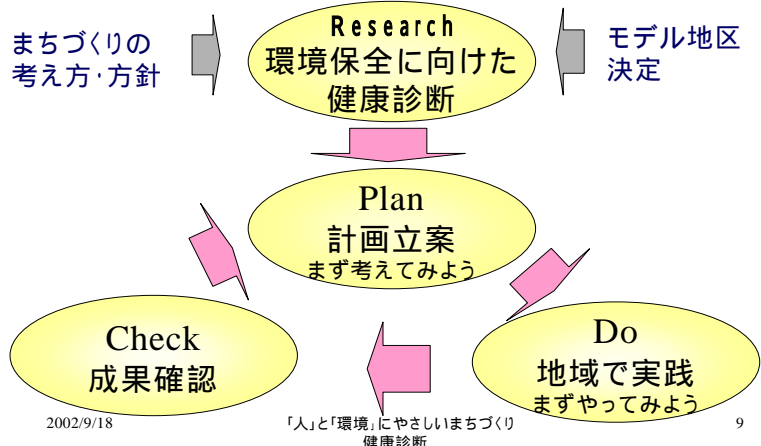 まちづくりの
考え方・方針
Research
環境保全に向けた
健康診断
モデル地区
決定
Plan
計画立案
まず考えてみよう
Check
成果確認
Do
地域で実践
まずやってみよう
2002/9/18
「人」と「環境」にやさしいまちづくり
健康診断
9